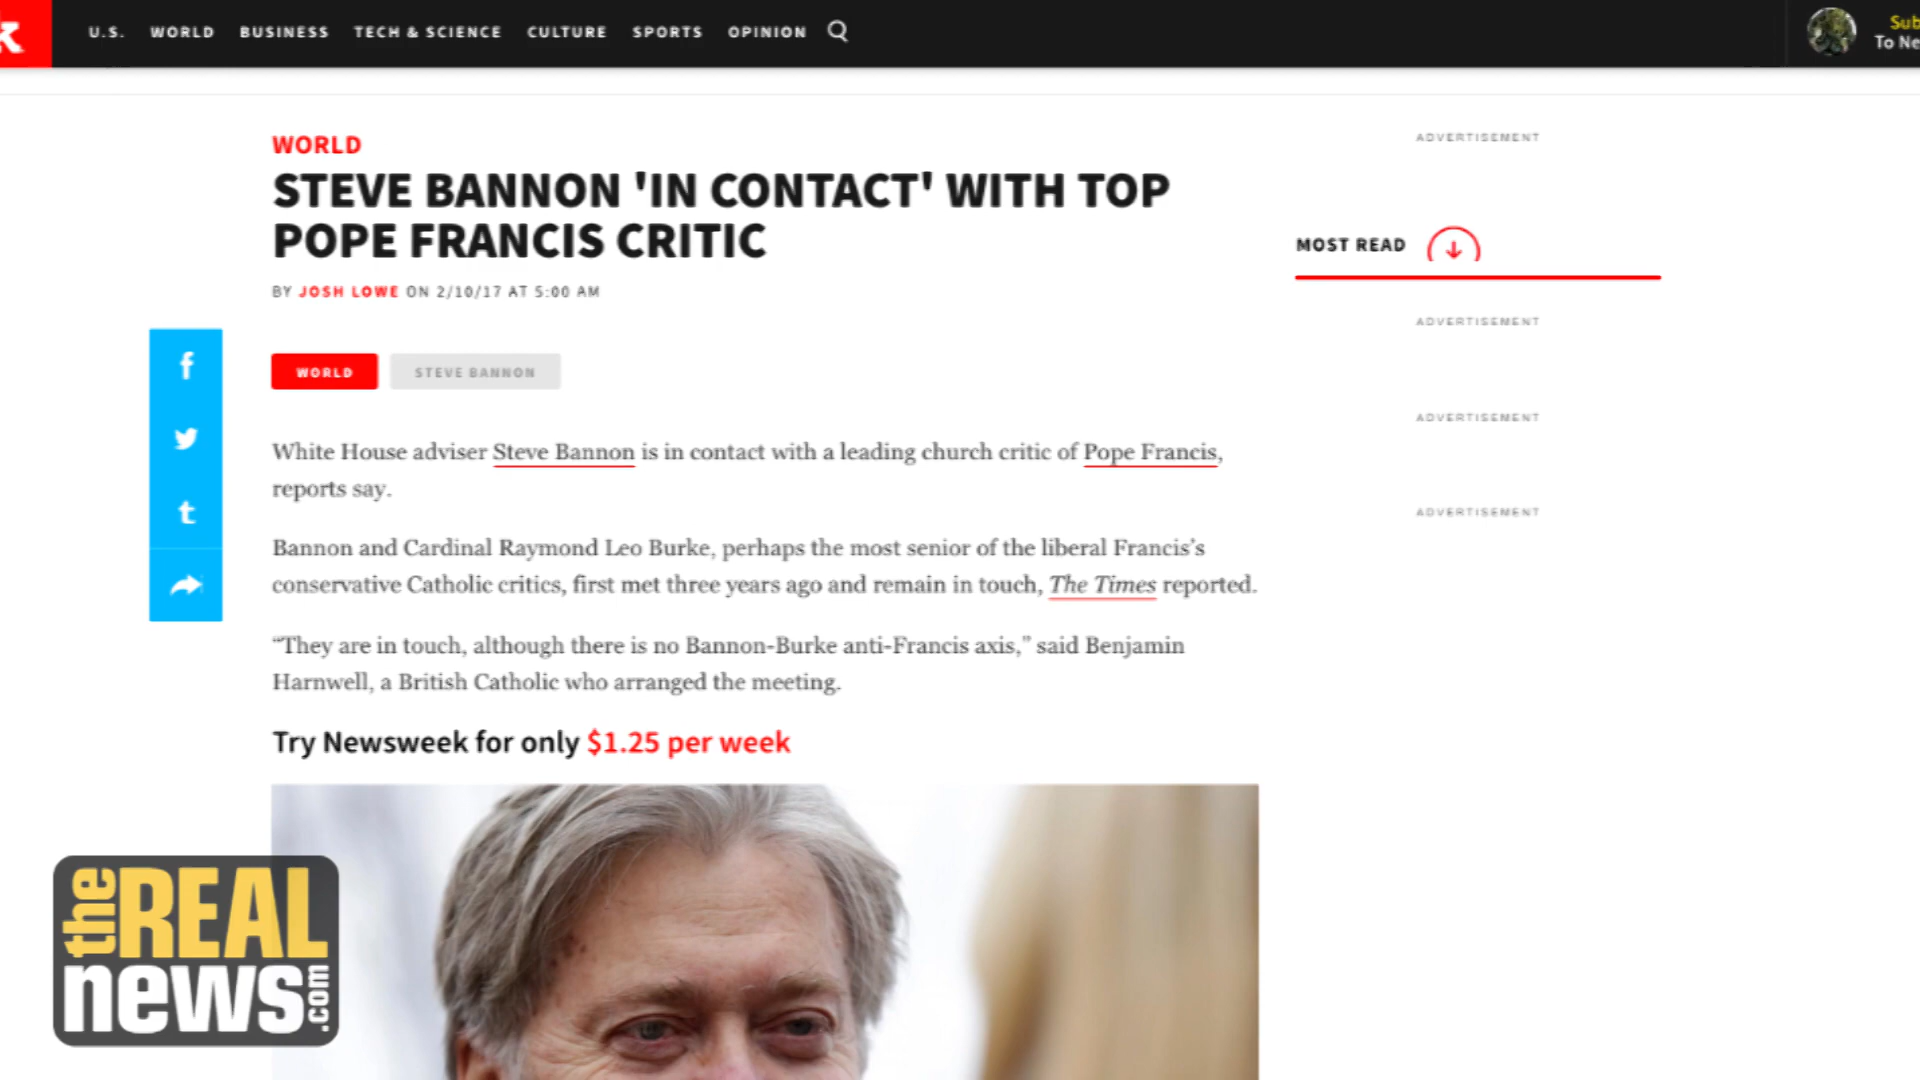 k
U.S. WORLD BUSINESS TECH & SCIENCE CULTURE SPORTS OPINION
Sub
To Ne
WORLD
STEVE BANNON 'IN CONTACT' WITH TOP
POPE FRANCIS CRITIC
BY JOSH LOWE ON 2/10/17 AT 5:00 AM
WORLD STEVE BANNON
White House adviser Steve Bannon is in contact with a leading church critic of Pope Francis,
reports say.
Bannon and Cardinal Raymond Leo Burke, perhaps the most senior of the liberal Francis's
conservative Catholic critics, first met three years ago and remain in touch, The Times reported.
“They are in touch, although there is no Bannon-Burke anti-Francis axis,” said Benjamin
Harnwell, a British Catholic who arranged the meeting.
Try Newsweek for only $1.25 per week
ADVERTISEMENT
MOST READ
ADVERTISEMENT
ADVERTISEMENT
ADVERTISEMENT
the REAL
news.com